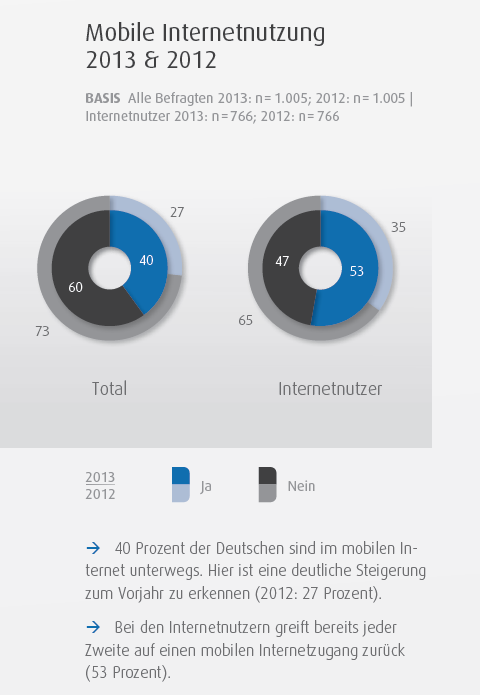 Mobile Internetnutzung
2013 & 2012
BASIS Alle Befragten 2013: n = 1.005; 2012: n = 1.005 |
Internetnutzer 2013: n = 766; 2012: n = 766
27
40
60
73
Total
35
47
53
65
Internetnutzer
2013
2012
Ja
Nein
→ 40 Prozent der Deutschen sind im mobilen In-
ternet unterwegs. Hier ist eine deutliche Steigerung
zum Vorjahr zu erkennen (2012: 27 Prozent).
→ Bei den Internetnutzern greift bereits jeder
Zweite auf einen mobilen Internetzugang zurück
(53 Prozent).